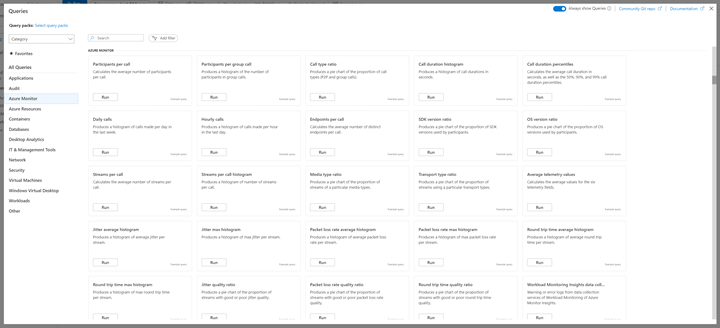 Queries
Always show Queries
Community Git repo
Documentation
Query packs: Select query packs
Category
Search
Add filter
Favorites
All Queries
Applications
Audit
Azure Monitor
Azure Resources
Containers
Databases
Desktop Analytics
IT & Management Tools
Network
Security
Virtual Machines
Windows Virtual Desktop
Workloads
Other
AZURE MONITOR
Participants per call
Calculates the average number of participants
per call.
Run
Example query
Participants per group call
Produces a histogram of the number of
participants in group calls.
Run
Example query
Call type ratio
Produces a pie chart of the proportion of call
types (P2P and group calls).
Run
Example query
Call duration histogram
Produces a histogram of call durations in
seconds.
Run
Example query
Call duration percentiles
Calculates the average call duration in
seconds, as well as the 50%, 90%, and 99% call
duration percentiles.
Run
Example query
Daily calls
Produces a histogram of calls made per day in
the last week.
Run
Example query
Hourly calls
Produces a histogram of calls made per hour
in the last day.
Run
Example query
Endpoints per call
Calculates the average number of distinct
endpoints per call.
Run
Example query
SDK version ratio
Produces a pie chart of the proportion of SDK
versions used by participants.
Run
Example query
OS version ratio
Produces a pie chart of the proportion of OS
versions used by participants.
Run
Example query
Streams per call
Calculates the average number of streams per
call.
Run
Example query
Streams per call histogram
Produces a histogram of number of streams
per call.
Run
Example query
Media type ratio
Produces a pie chart of the proportion of
streams of a particular media types.
Run
Example query
Transport type ratio
Produces a pie chart of the proportion of
streams using a particular transport types.
Run
Example query
Average telemetry values
Calculates the average values for the six
telemetry fields.
Run
Example query
Jitter average histogram
Produces a histogram of average jitter per
stream.
Run
Example query
Jitter max histogram
Produces a histogram of max jitter per stream.
Run
Example query
Packet loss rate average histogram
Produces a histogram of average packet loss
rate per stream.
Run
Example query
Packet loss rate max histogram
Produces a histogram of max packet loss rate
per stream.
Run
Example query
Round trip time average histogram
Produces a histogram of average round trip
time per stream.
Run
Example query
Round trip time max histogram
Produces a histogram of max round trip time
per stream.
Run
Example query
Jitter quality ratio
Produces a pie chart of the proportion of
streams with good or poor jitter quality.
Run
Example query
Packet loss rate quality ratio
Produces a pie chart of the proportion of
streams with good or poor packet loss rate
quality.
Run
Example query
Round trip time quality ratio
Produces a pie chart of the proportion of
streams with good or poor round trip time
quality.
Run
Example query
Workload Monitoring Insights data coll...
Warning or error logs from data-collection
services of Workload Monitoring of Azure
Monitor Insights.
Run
Example query